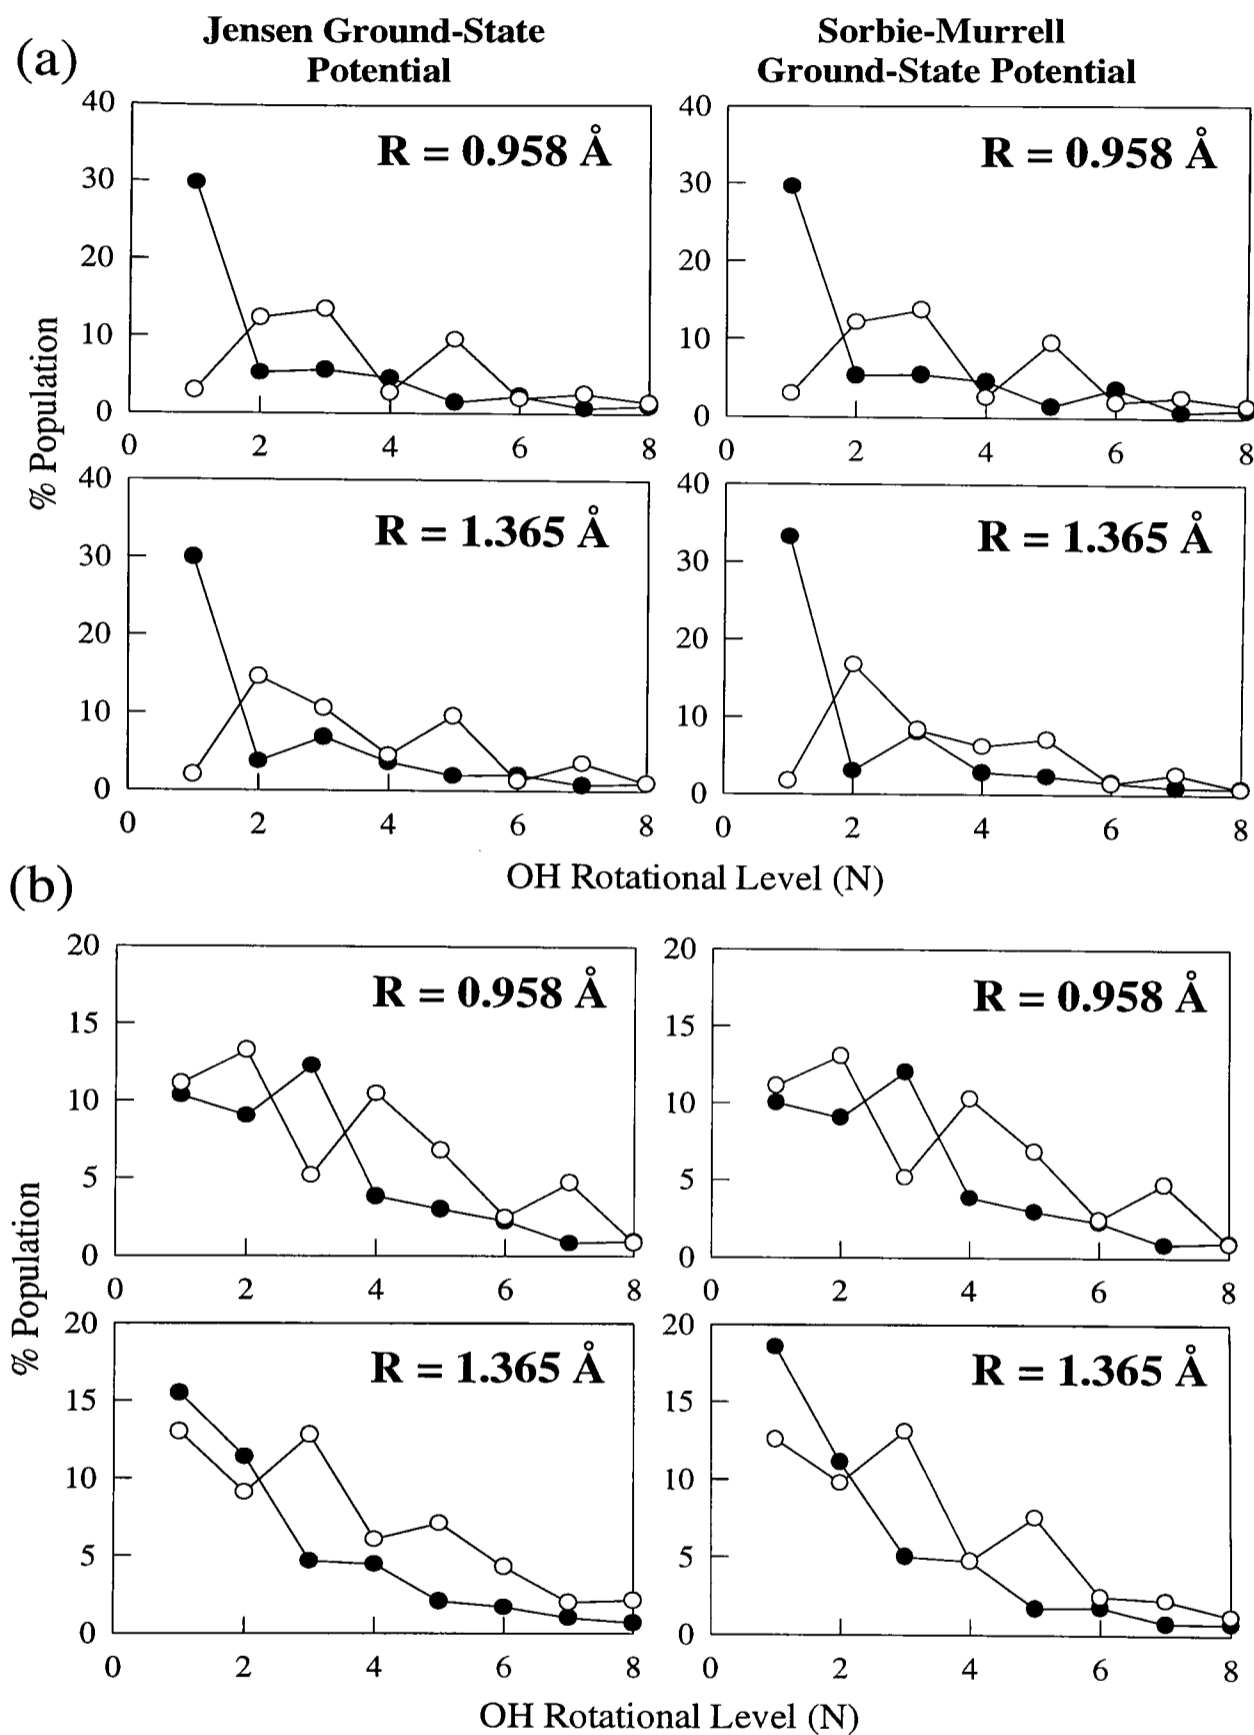 (a)
Jensen Ground-State
Potential
Sorbie-Murrell
Ground-State Potential
% Population
40
30
20
10
0
R = 0.958 Å
0 2 4 6 8
40
30
20
10
0
R = 0.958 Å
0 2 4 6 8
40
30
20
10
0
R = 1.365 Å
0 2 4 6 8
40
30
20
10
0
R = 1.365 Å
0 2 4 6 8
OH Rotational Level (N)
(b)
% Population
20
15
10
5
0
R = 0.958 Å
0 2 4 6 8
20
15
10
5
0
R = 0.958 Å
0 2 4 6 8
20
15
10
5
0
R = 1.365 Å
0 2 4 6 8
20
15
10
5
0
R = 1.365 Å
0 2 4 6 8
OH Rotational Level (N)